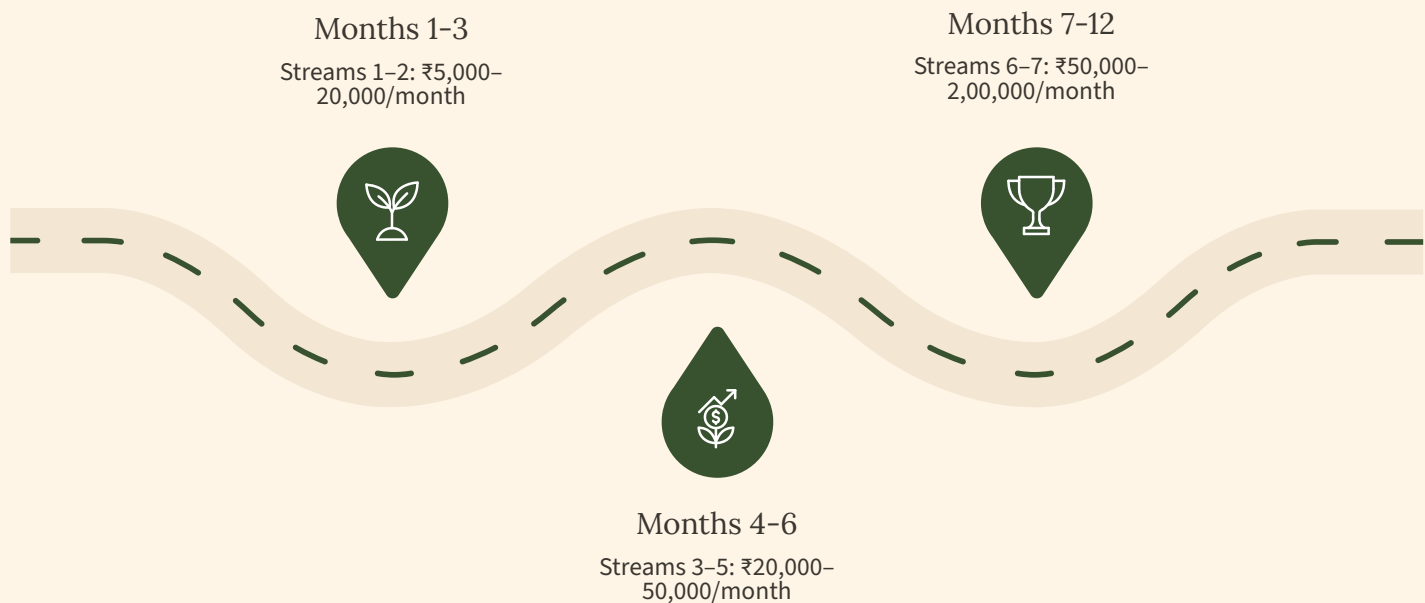 Months 1-3
Streams 1–2: ₹5,000–
20,000/month
Months 4-6
Streams 3–5: ₹20,000–
50,000/month
Months 7-12
Streams 6–7: ₹50,000–
2,00,000/month